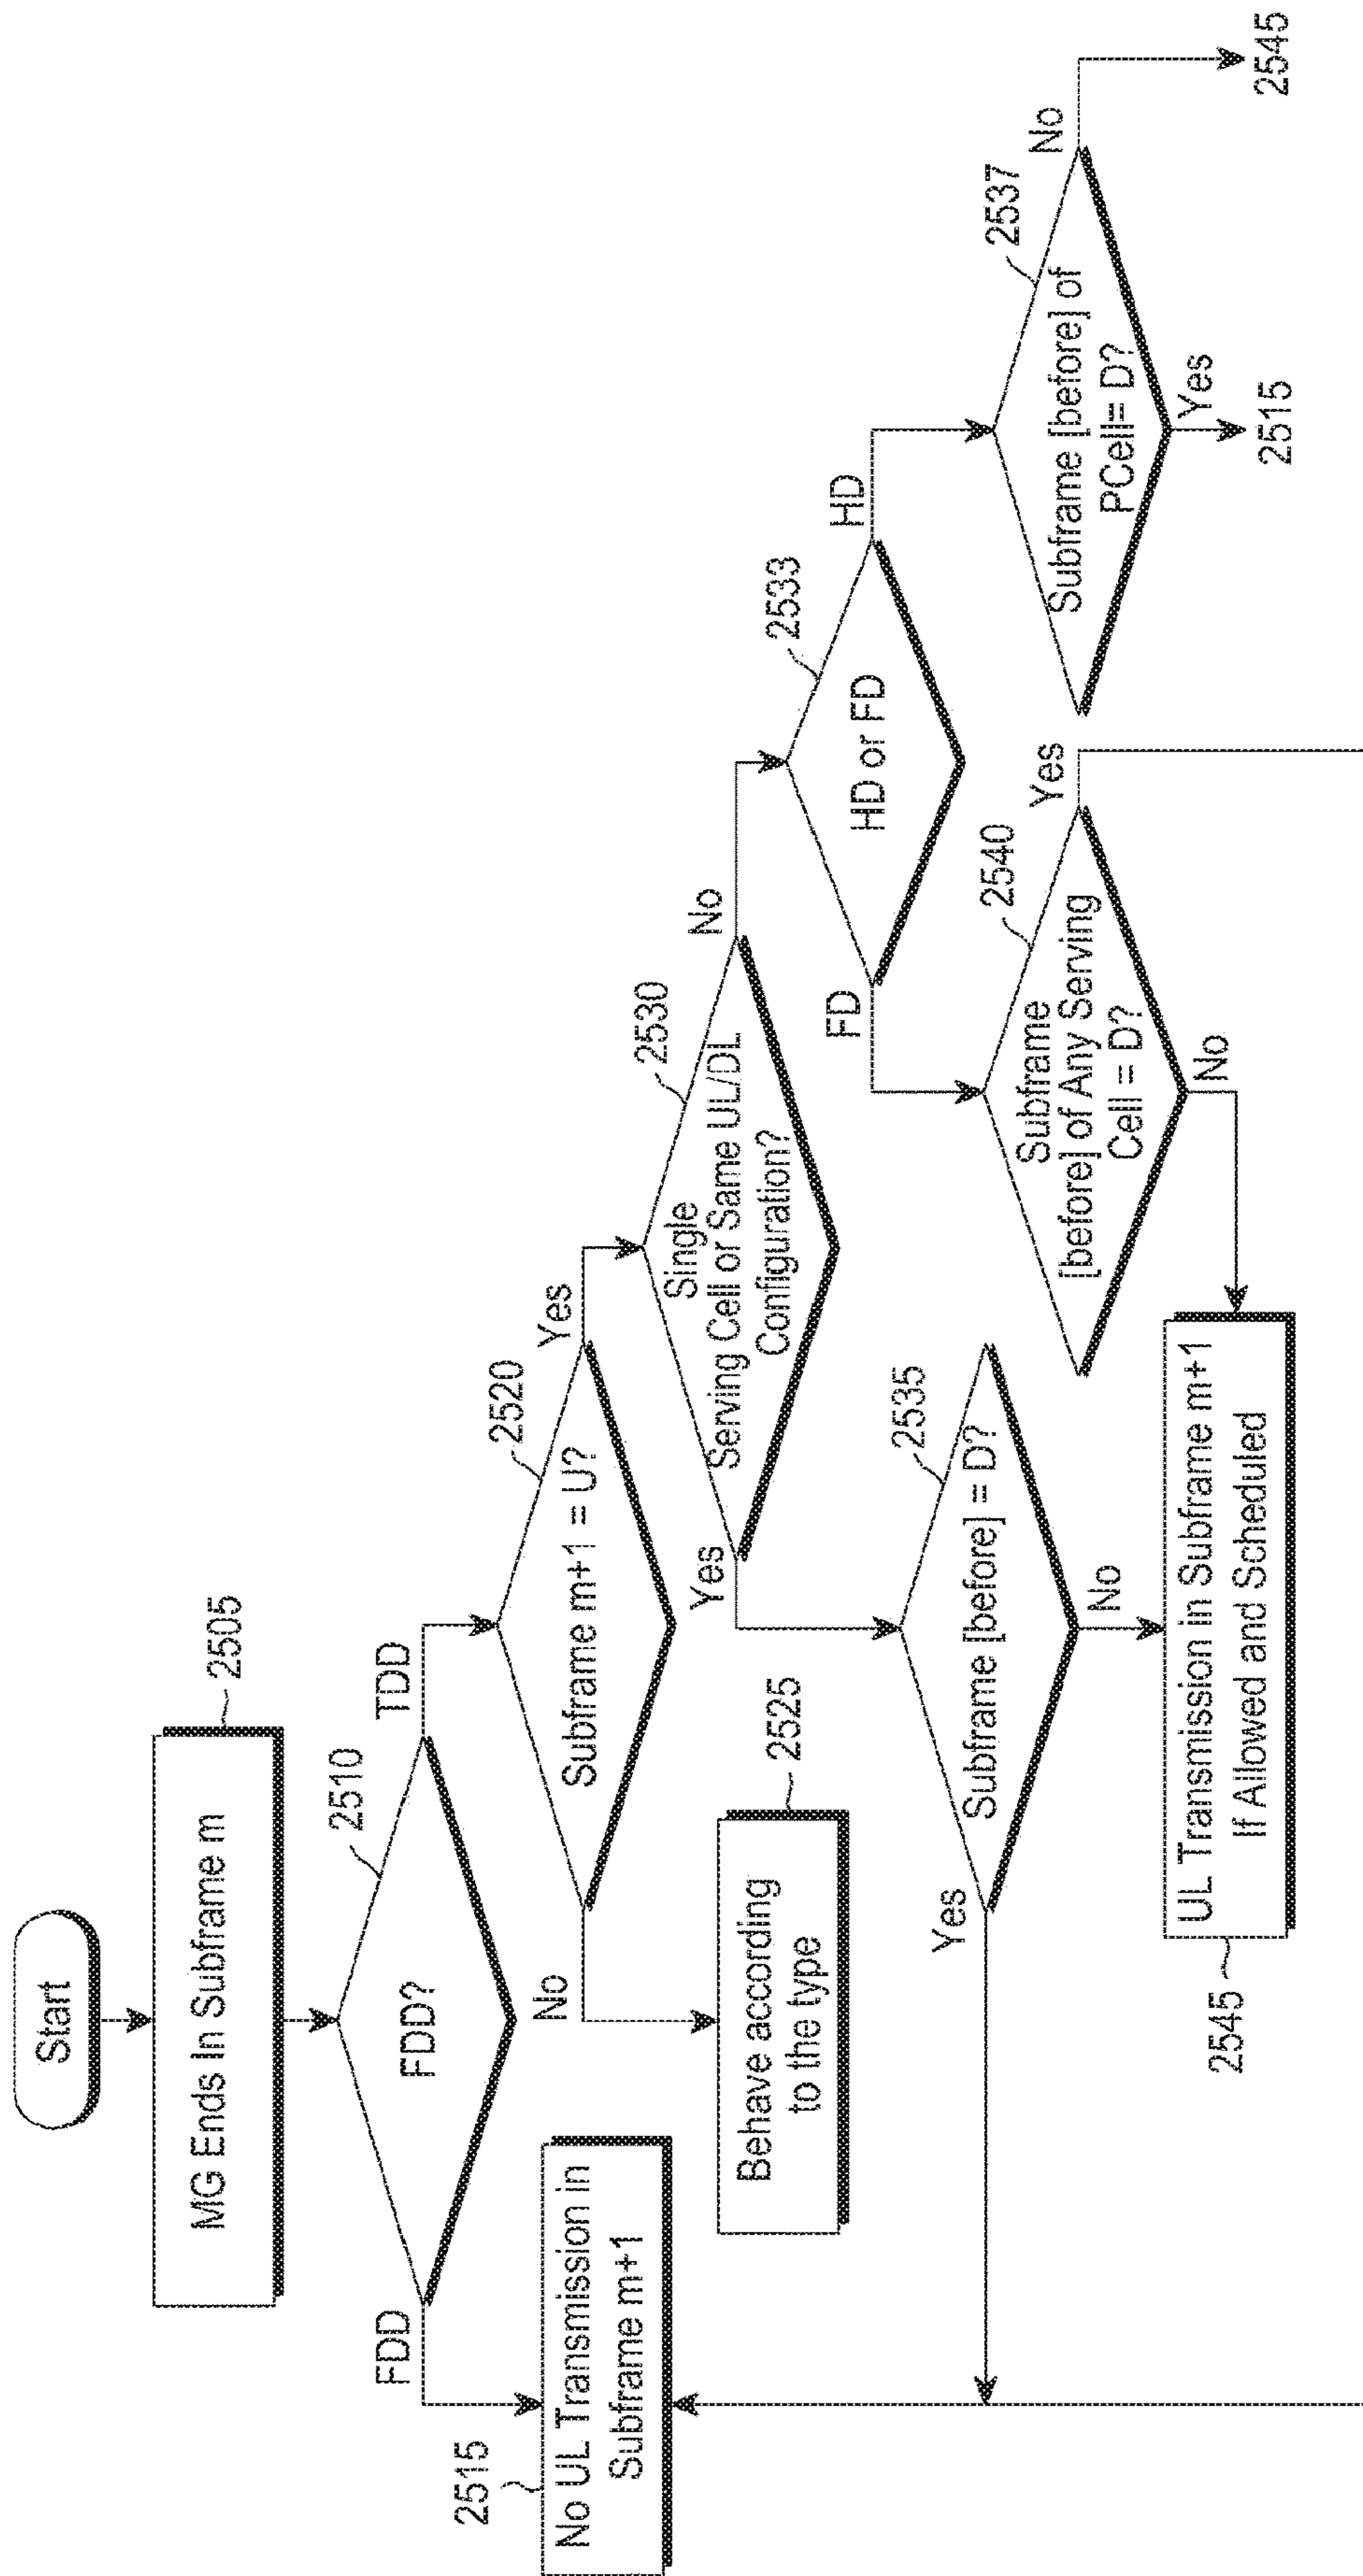 Start
MG Ends In Subframe m
2505
FDD?
2510
FDD
TDD
2515
No UL Transmission in
Subframe m+1
Subframe m+1 = U?
2520
No
Yes
Behave according
to the type
2525
Single
Serving Cell or Same UL/DL
Configuration?
2530
Yes
No
HD or FD
2533
FD
HD
Subframe [before] = D?
2535
Yes
No
Subframe
[before] of Any Serving
Cell = D?
2540
Yes
No
Subframe [before] of
PCell= D?
2537
No
Yes
UL Transmission in Subframe m+1
If Allowed and Scheduled
2545
2515
2545